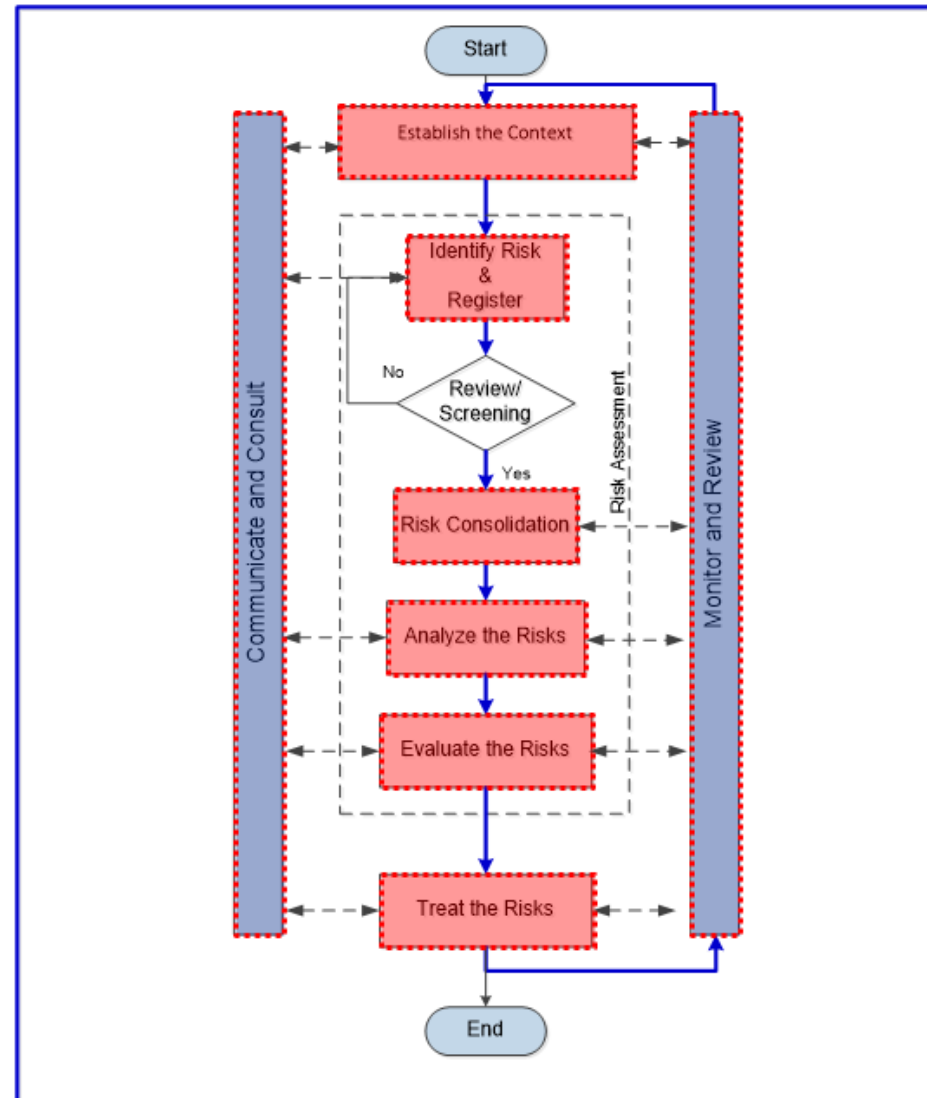 Start
Establish the Context
Identify Risk
&
Register
No
Review/
Screening
Yes
Risk Consolidation
Analyze the Risks
Evaluate the Risks
Risk Assessment
Treat the Risks
End
Communicate and Consult
Monitor and Review